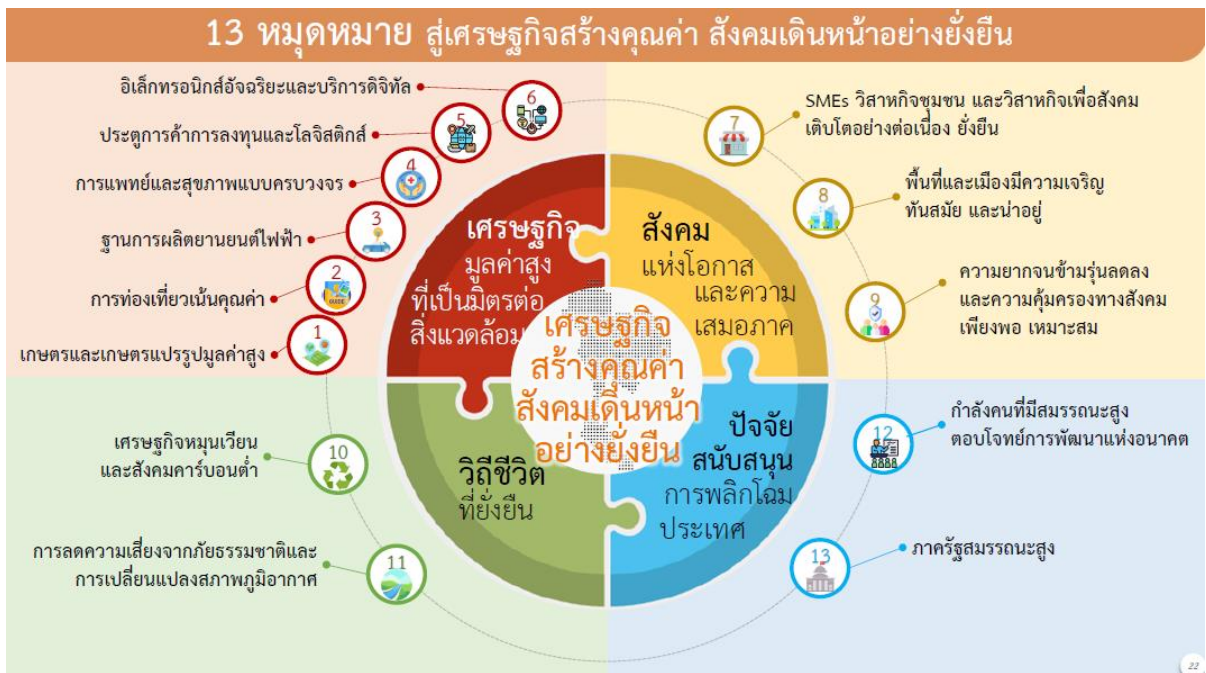 13 หมุดหมาย สู่เศรษฐกิจสร้างคุณค่า สังคมเดินหน้าอย่างยั่งยืน
6
อิเล็กทรอนิกส์อัจฉริยะและบริการดิจิทัล
5
ประตูการค้าการลงทุนและโลจิสติกส์
4
การแพทย์และสุขภาพแบบครบวงจร
3
ฐานการผลิตยานยนต์ไฟฟ้า
2
GUIDE
การท่องเที่ยวเน้นคุณค่า
1
เกษตรและเกษตรแปรรูปมูลค่าสูง
7
SMEs วิสาหกิจชุมชน และวิสาหกิจเพื่อสังคม
เติบโตอย่างต่อเนื่อง ยั่งยืน
8
พื้นที่และเมืองมีความเจริญ
ทันสมัย และน่าอยู่
9
ความยากจนข้ามรุ่นลดลง
และความคุ้มครองทางสังคม
เพียงพอ เหมาะสม
เศรษฐกิจ
มูลค่าสูง
ที่เป็นมิตรต่อ
สิ่งแวดล้อม
สังคม
แห่งโอกาส
และความ
เสมอภาค
เศรษฐกิจ
สร้างคุณค่า
สังคมเดินหน้า
อย่างยั่งยืน
วิถีชีวิต
ที่ยั่งยืน
ปัจจัย
สนับสนุน
การพลิกโฉม
ประเทศ
10
เศรษฐกิจหมุนเวียน
และสังคมคาร์บอนต่ำ
11
การลดความเสี่ยงจากภัยธรรมชาติและ
การเปลี่ยนแปลงสภาพภูมิอากาศ
12
กำลังคนที่มีสมรรถนะสูง
ตอบโจทย์การพัฒนาแห่งอนาคต
13
ภาครัฐสมรรถนะสูง
22